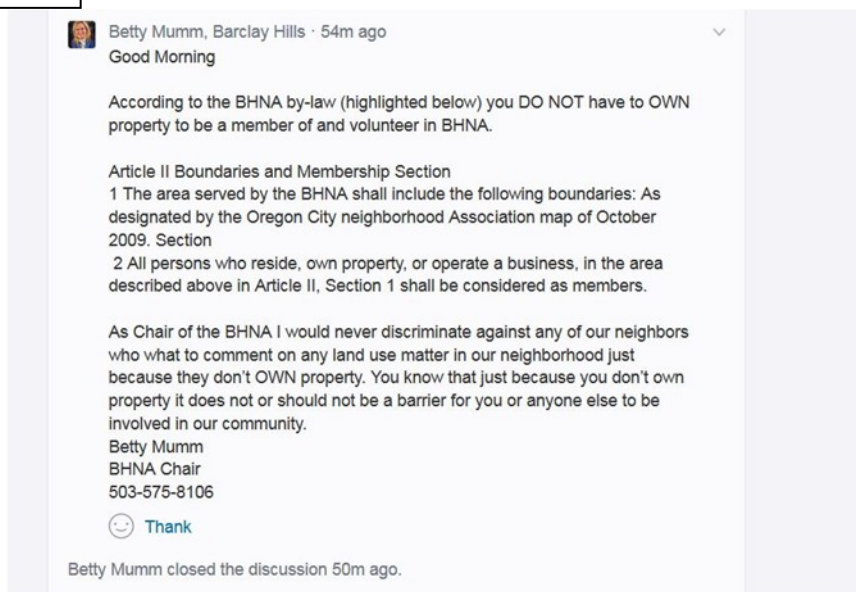 Betty Mumm, Barclay Hills · 54m ago
Good Morning
According to the BHNA by-law (highlighted below) you DO NOT have to OWN
property to be a member of and volunteer in BHNA.
Article II Boundaries and Membership Section
1 The area served by the BHNA shall include the following boundaries: As
designated by the Oregon City neighborhood Association map of October
2009. Section
2 All persons who reside, own property, or operate a business, in the area
described above in Article II, Section 1 shall be considered as members.
As Chair of the BHNA I would never discriminate against any of our neighbors
who what to comment on any land use matter in our neighborhood just
because they don't OWN property. You know that just because you don't own
property it does not or should not be a barrier for you or anyone else to be
involved in our community.
Betty Mumm
BHNA Chair
503-575-8106
Thank
Betty Mumm closed the discussion 50m ago.